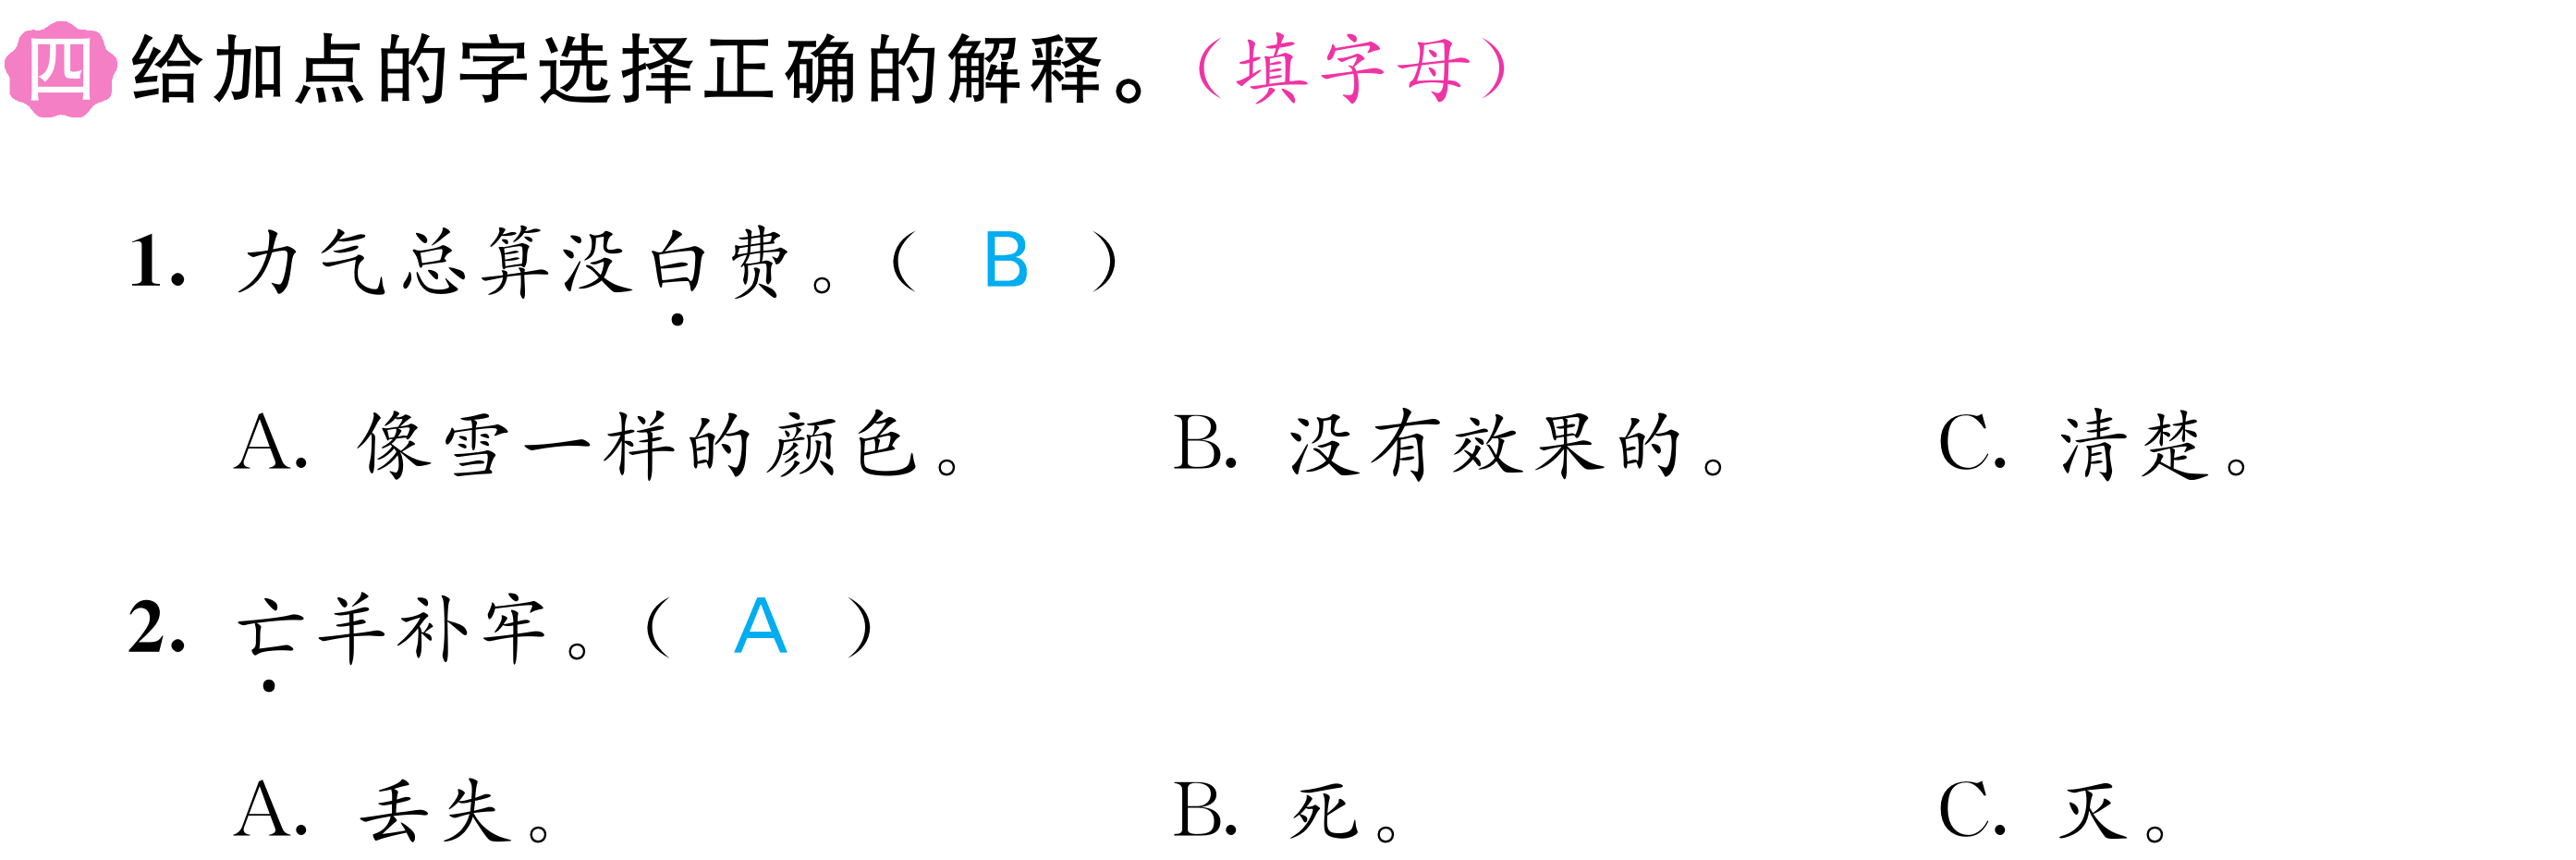 四 给加点的字选择正确的解释。（填字母）
1. 力气总算没白费。（ B ）
A. 像雪一样的颜色。 B. 没有效果的。 C. 清楚。
2. 亡羊补牢。（ A ）
A. 丢失。 B. 死。 C. 灭。